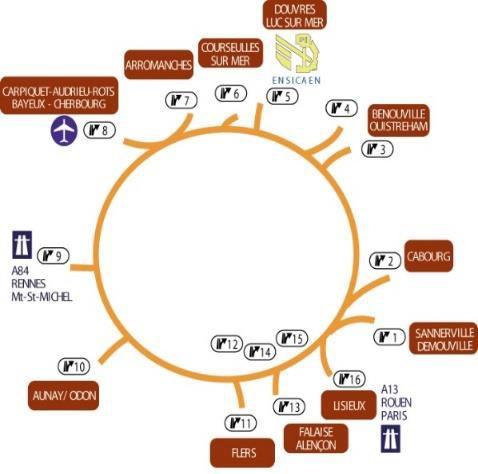 DOUVRES
LUC SUR MER
ENSICAEN
5
COURSEULLES
SUR MER
6
ARROMANCHES
7
CARPIQUET-AUDRIEU-ROTS
BAYEUX - CHERBOURG
8
4
BENOUVILLE
OUISTREHAM
3
9
A84
RENNES
Mt-St-MICHEL
2
CABOURG
1
SANNERVILLE
DEMOUVILLE
10
AUNAY/ ODON
12
14
15
16
LISIEUX
A13
ROUEN
PARIS
11
FLERS
13
FALAISE
ALENÇON